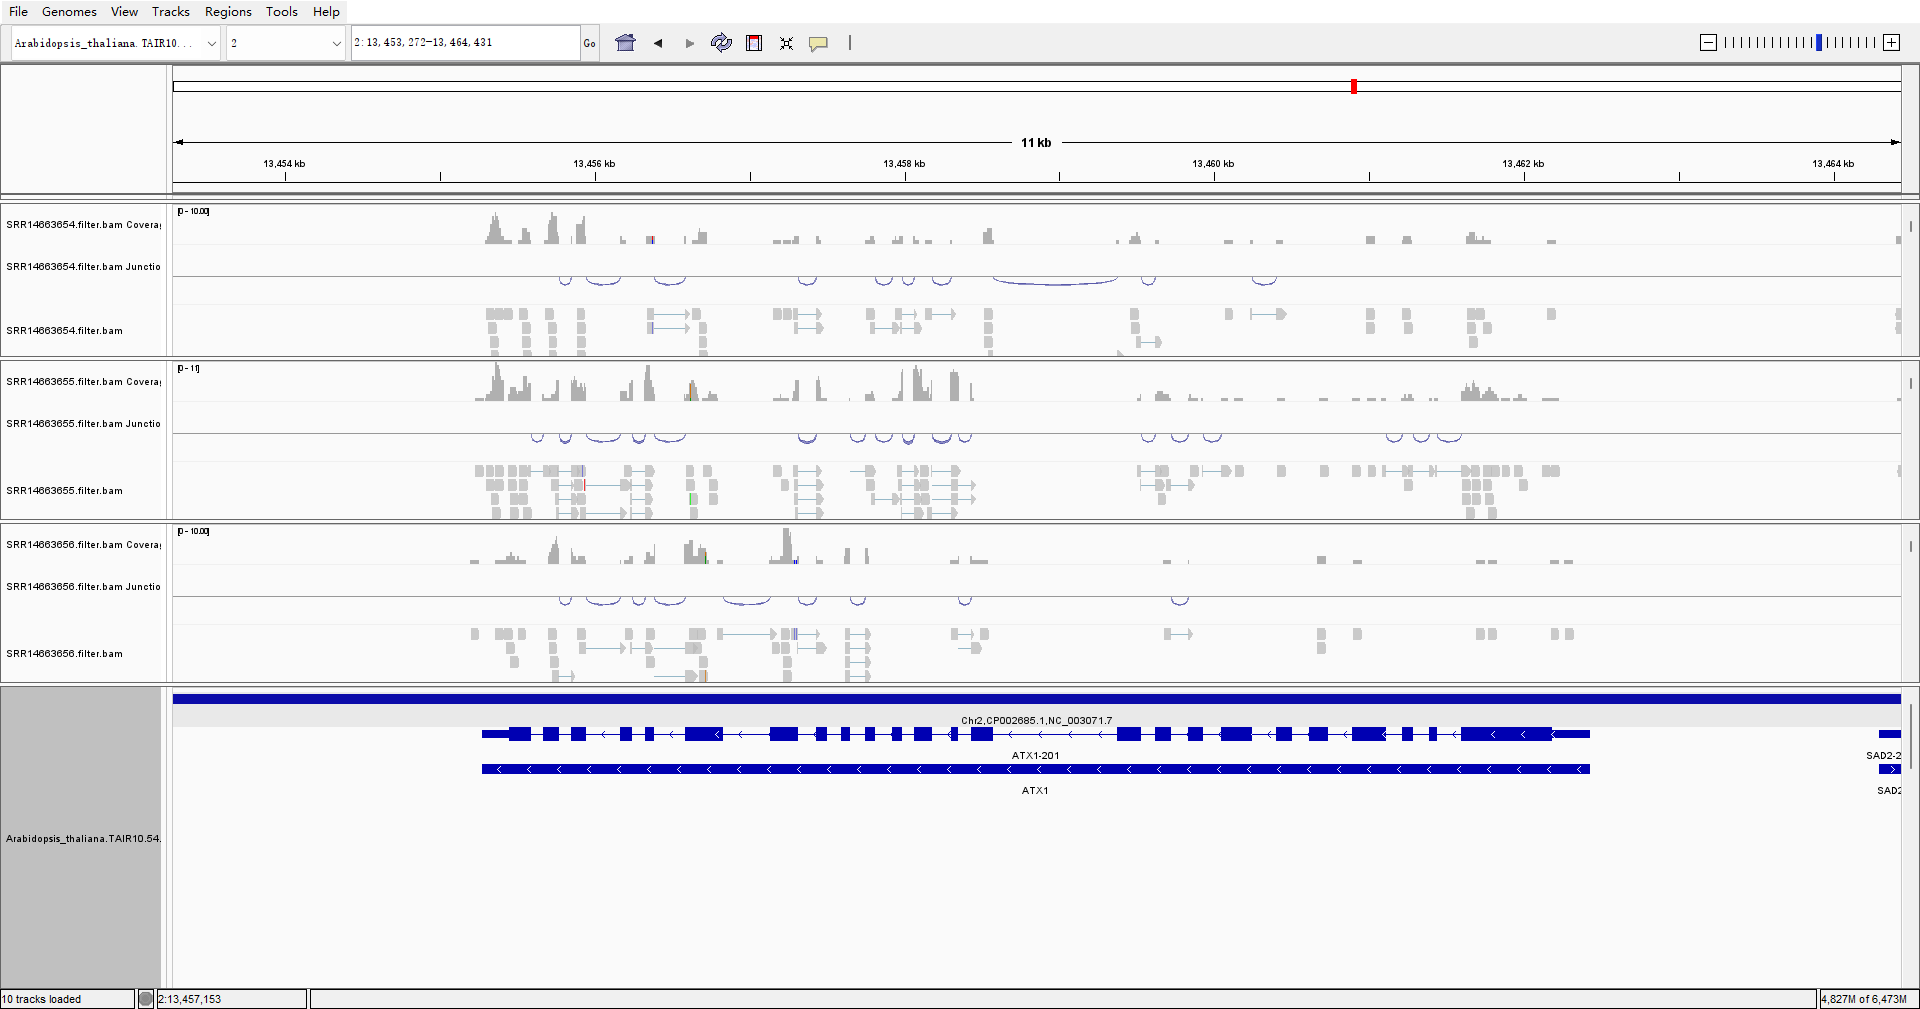 File Genomes View Tracks Regions Tools Help
Arabidopsis_thaliana.TAIR10... 2 2:13,453,272-13,464,431 Go
11 kb
13,454 kb 13,456 kb 13,458 kb 13,460 kb 13,462 kb 13,464 kb
[0 - 10.00]
SRR14663654.filter.bam Covera
SRR14663654.filter.bam Junctio
SRR14663654.filter.bam
[0 - 11]
SRR14663655.filter.bam Covera
SRR14663655.filter.bam Junctio
SRR14663655.filter.bam
[0 - 10.00]
SRR14663656.filter.bam Covera
SRR14663656.filter.bam Junctio
SRR14663656.filter.bam
Chr2,CP002685.1,NC_003071.7
ATX1-201 SAD2-2
ATX1 SAD2
Arabidopsis_thaliana.TAIR10.54.
10 tracks loaded 2:13,457,153 4,827M of 6,473M